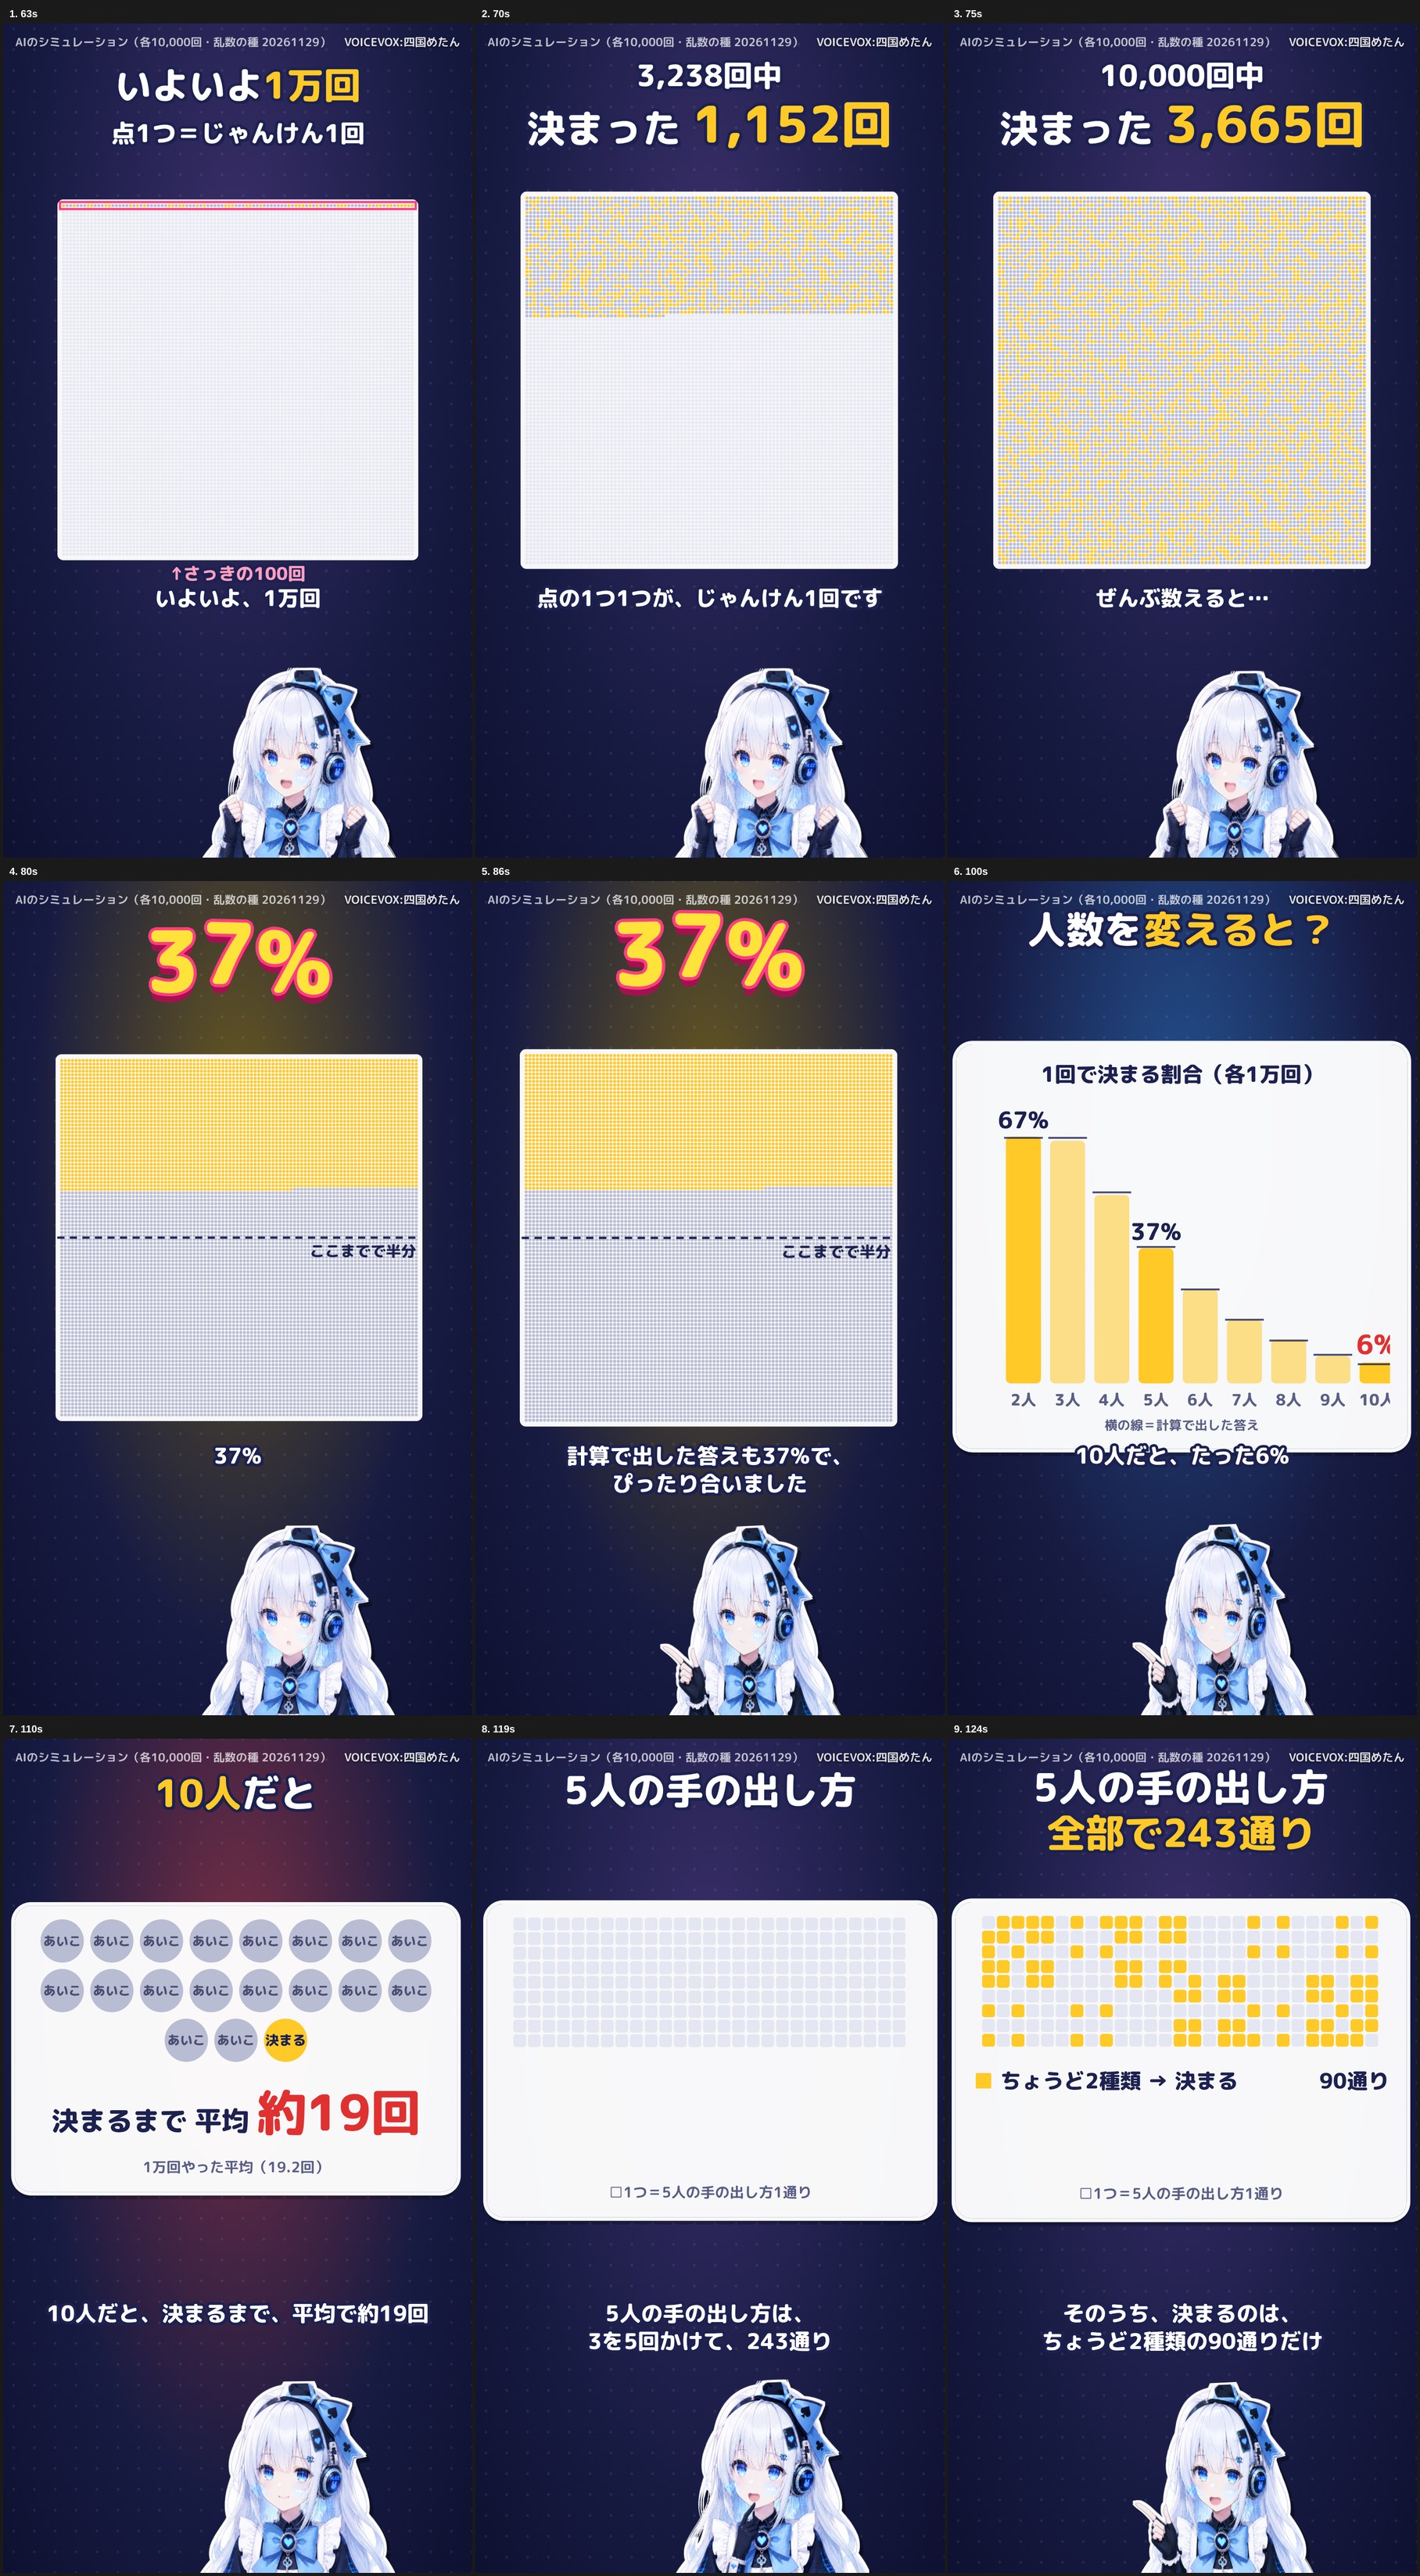 1. 63s
AIのシミュレーション（各10,000回・乱数の種 20261129） VOICEVOX:四国めたん
いよいよ1万回
点1つ＝じゃんけん1回
↑さっきの100回
いよいよ、1万回
2. 70s
AIのシミュレーション（各10,000回・乱数の種 20261129） VOICEVOX:四国めたん
3,238回中
決まった 1,152回
点の1つ1つが、じゃんけん1回です
3. 75s
AIのシミュレーション（各10,000回・乱数の種 20261129） VOICEVOX:四国めたん
10,000回中
決まった 3,665回
ぜんぶ数えると…
4. 80s
AIのシミュレーション（各10,000回・乱数の種 20261129） VOICEVOX:四国めたん
37%
ここまでで半分
37%
5. 86s
AIのシミュレーション（各10,000回・乱数の種 20261129） VOICEVOX:四国めたん
37%
ここまでで半分
計算で出した答えも37%で、
ぴったり合いました
6. 100s
AIのシミュレーション（各10,000回・乱数の種 20261129） VOICEVOX:四国めたん
人数を変えると？
1回で決まる割合（各1万回）
67%
37%
6%
2人 3人 4人 5人 6人 7人 8人 9人 10人
横の線＝計算で出した答え
10人だと、たった6%
7. 110s
AIのシミュレーション（各10,000回・乱数の種 20261129） VOICEVOX:四国めたん
10人だと
あいこ あいこ あいこ あいこ あいこ あいこ あいこ あいこ
あいこ あいこ あいこ あいこ あいこ あいこ あいこ あいこ
あいこ あいこ 決まる
決まるまで 平均 約19回
1万回やった平均（19.2回）
10人だと、決まるまで、平均で約19回
8. 119s
AIのシミュレーション（各10,000回・乱数の種 20261129） VOICEVOX:四国めたん
5人の手の出し方
□1つ＝5人の手の出し方1通り
5人の手の出し方は、
3を5回かけて、243通り
9. 124s
AIのシミュレーション（各10,000回・乱数の種 20261129） VOICEVOX:四国めたん
5人の手の出し方
全部で243通り
ちょうど2種類 → 決まる 90通り
□1つ＝5人の手の出し方1通り
そのうち、決まるのは、
ちょうど2種類の90通りだけ